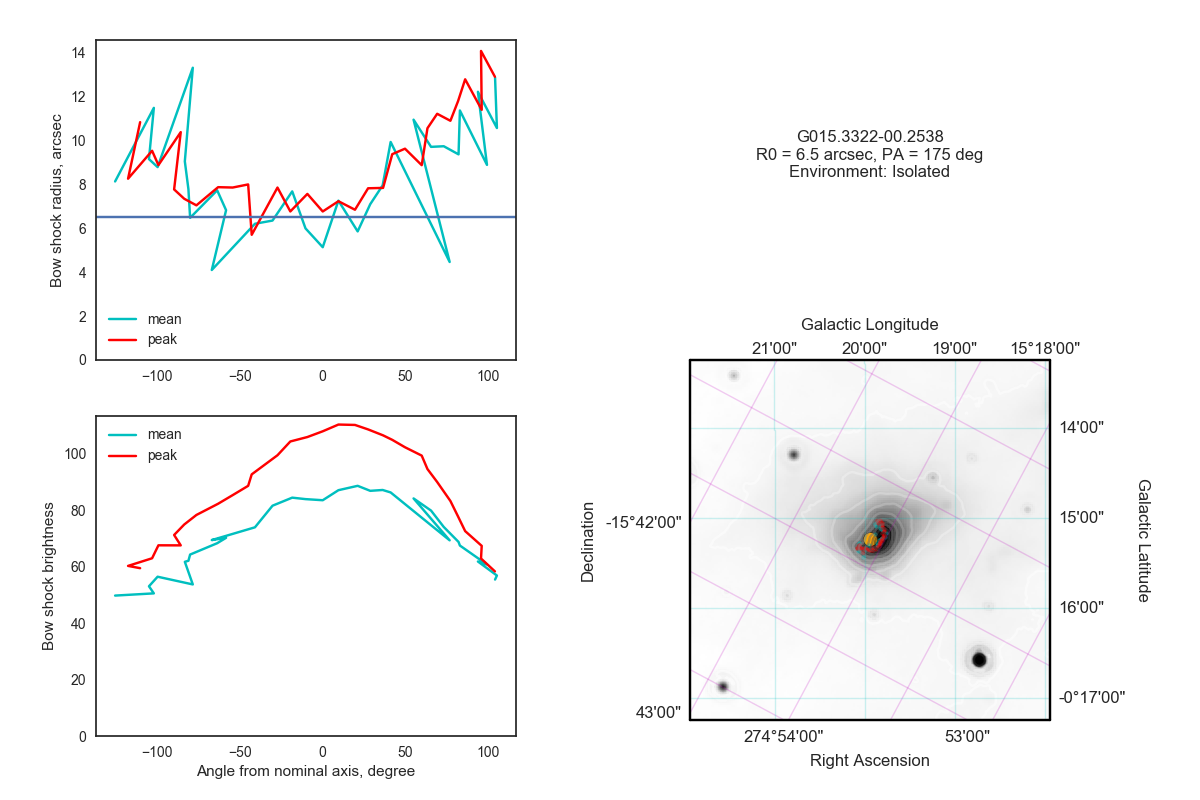 14
12
10
8
6
4
2
0
Bow shock radius, arcsec
mean
peak
−100
−50
0
50
100
100
80
60
40
20
0
Bow shock brightness
mean
peak
−100
−50
0
50
100
Angle from nominal axis, degree
G015.3322-00.2538
R0 = 6.5 arcsec, PA = 175 deg
Environment: Isolated
Galactic Longitude
21'00"
20'00"
19'00"
15°18'00"
14'00"
15'00"
16'00"
-0°17'00"
Galactic Latitude
Declination
-15°42'00"
43'00"
274°54'00"
53'00"
Right Ascension